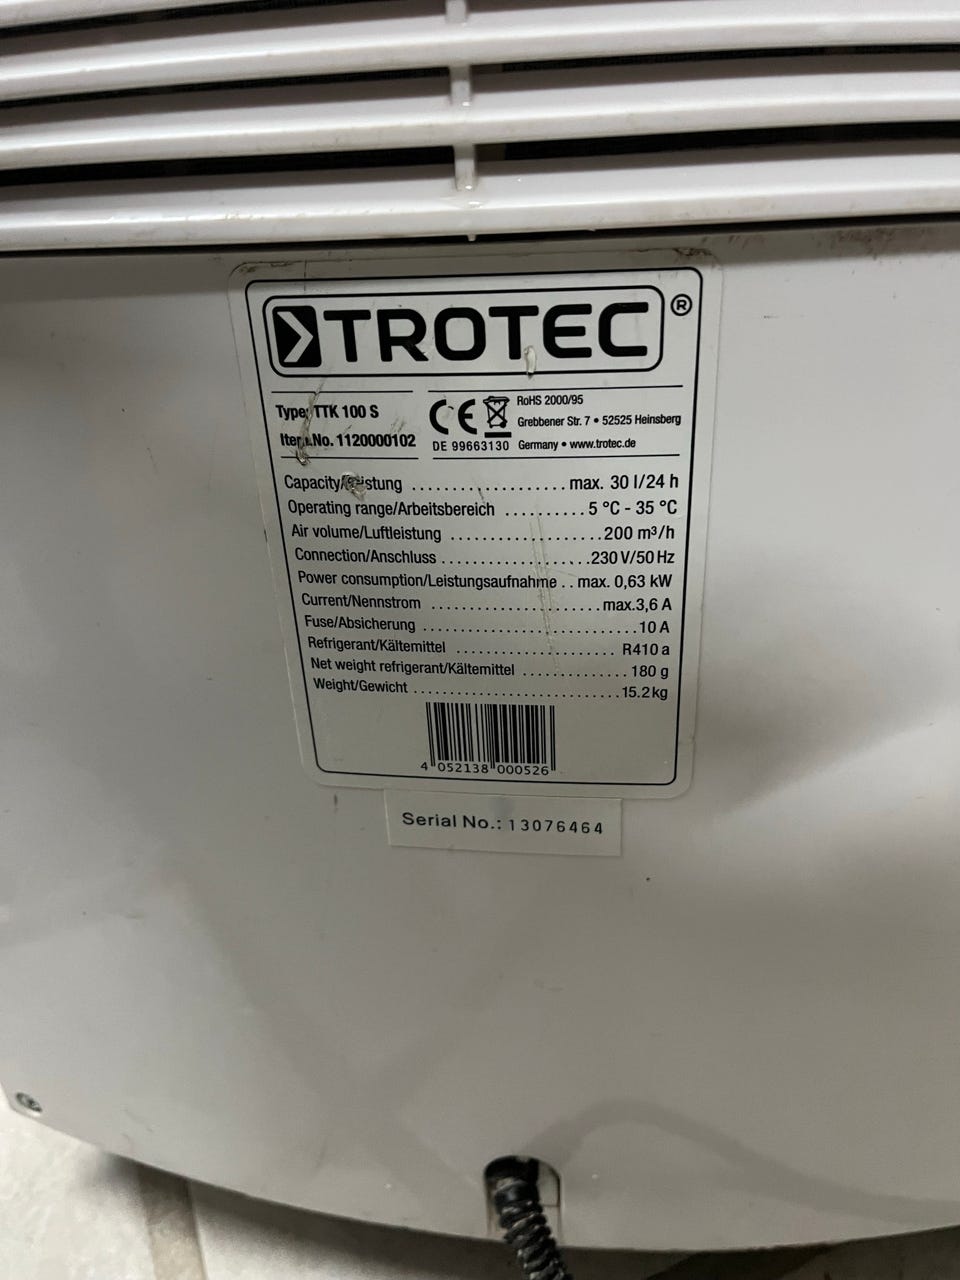 TROTEC ®
Type: TTK 100 S
Item No. 1120000102
CE
DE 99663130
RoHS 2000/95
Grebbener Str. 7 • 52525 Heinsberg
Germany • www.trotec.de
Capacity/Leistung ..................... max. 30 l/24 h
Operating range/Arbeitsbereich .......... 5 °C - 35 °C
Air volume/Luftleistung ................... 200 m³/h
Connection/Anschluss ..................... 230 V/50 Hz
Power consumption/Leistungsaufnahme .. max. 0,63 kW
Current/Nennstrom ...................... max.3,6 A
Fuse/Absicherung ........................... 10 A
Refrigerant/Kältemittel ..................... R410 a
Net weight refrigerant/Kältemittel ............. 180 g
Weight/Gewicht ........................... 15.2 kg
4 052138 000526
Serial No.: 13076464